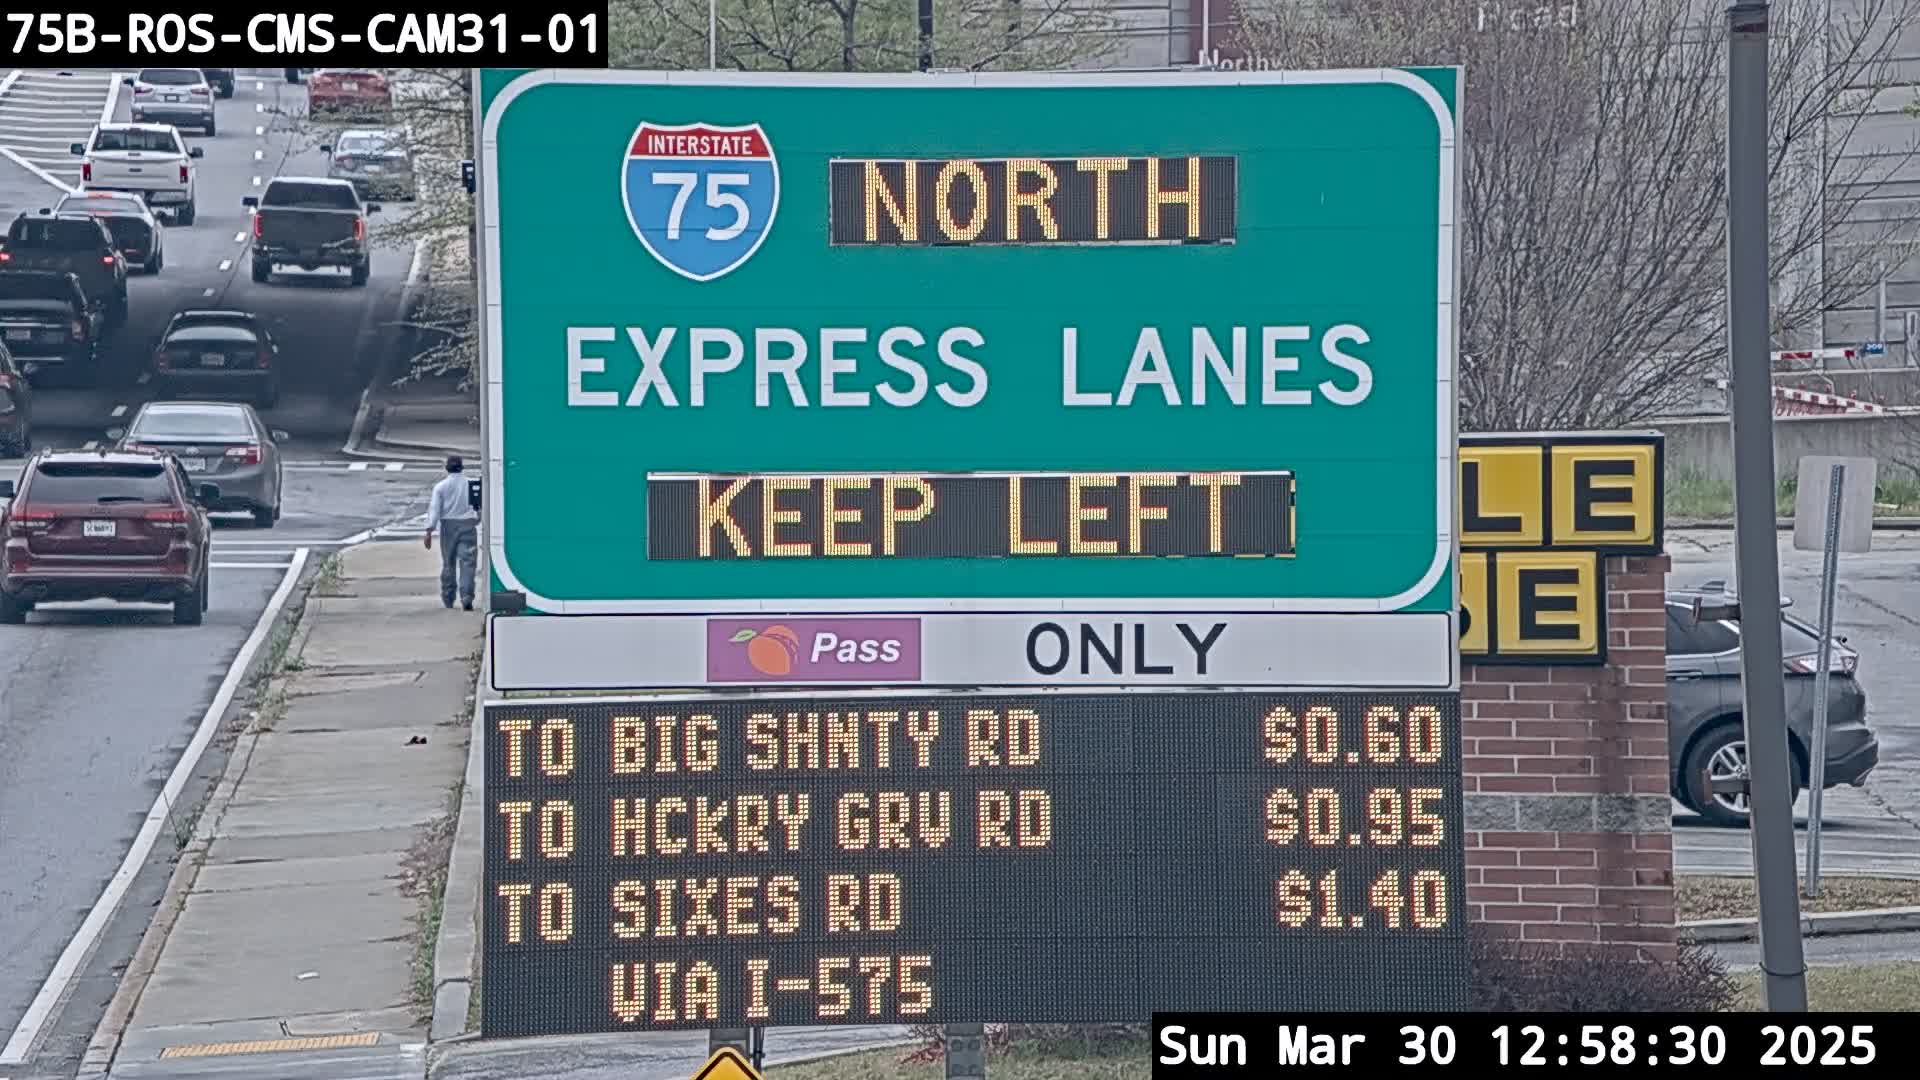 75B-ROS-CMS-CAM31-01
North
INTERSTATE
75
NORTH
EXPRESS LANES
KEEP LEFT
LE
E
Pass ONLY
TO BIG SHNTY RD $0.60
TO HCKRY GRV RD $0.95
TO SIXES RD $1.40
VIA I-575
Sun Mar 30 12:58:30 2025